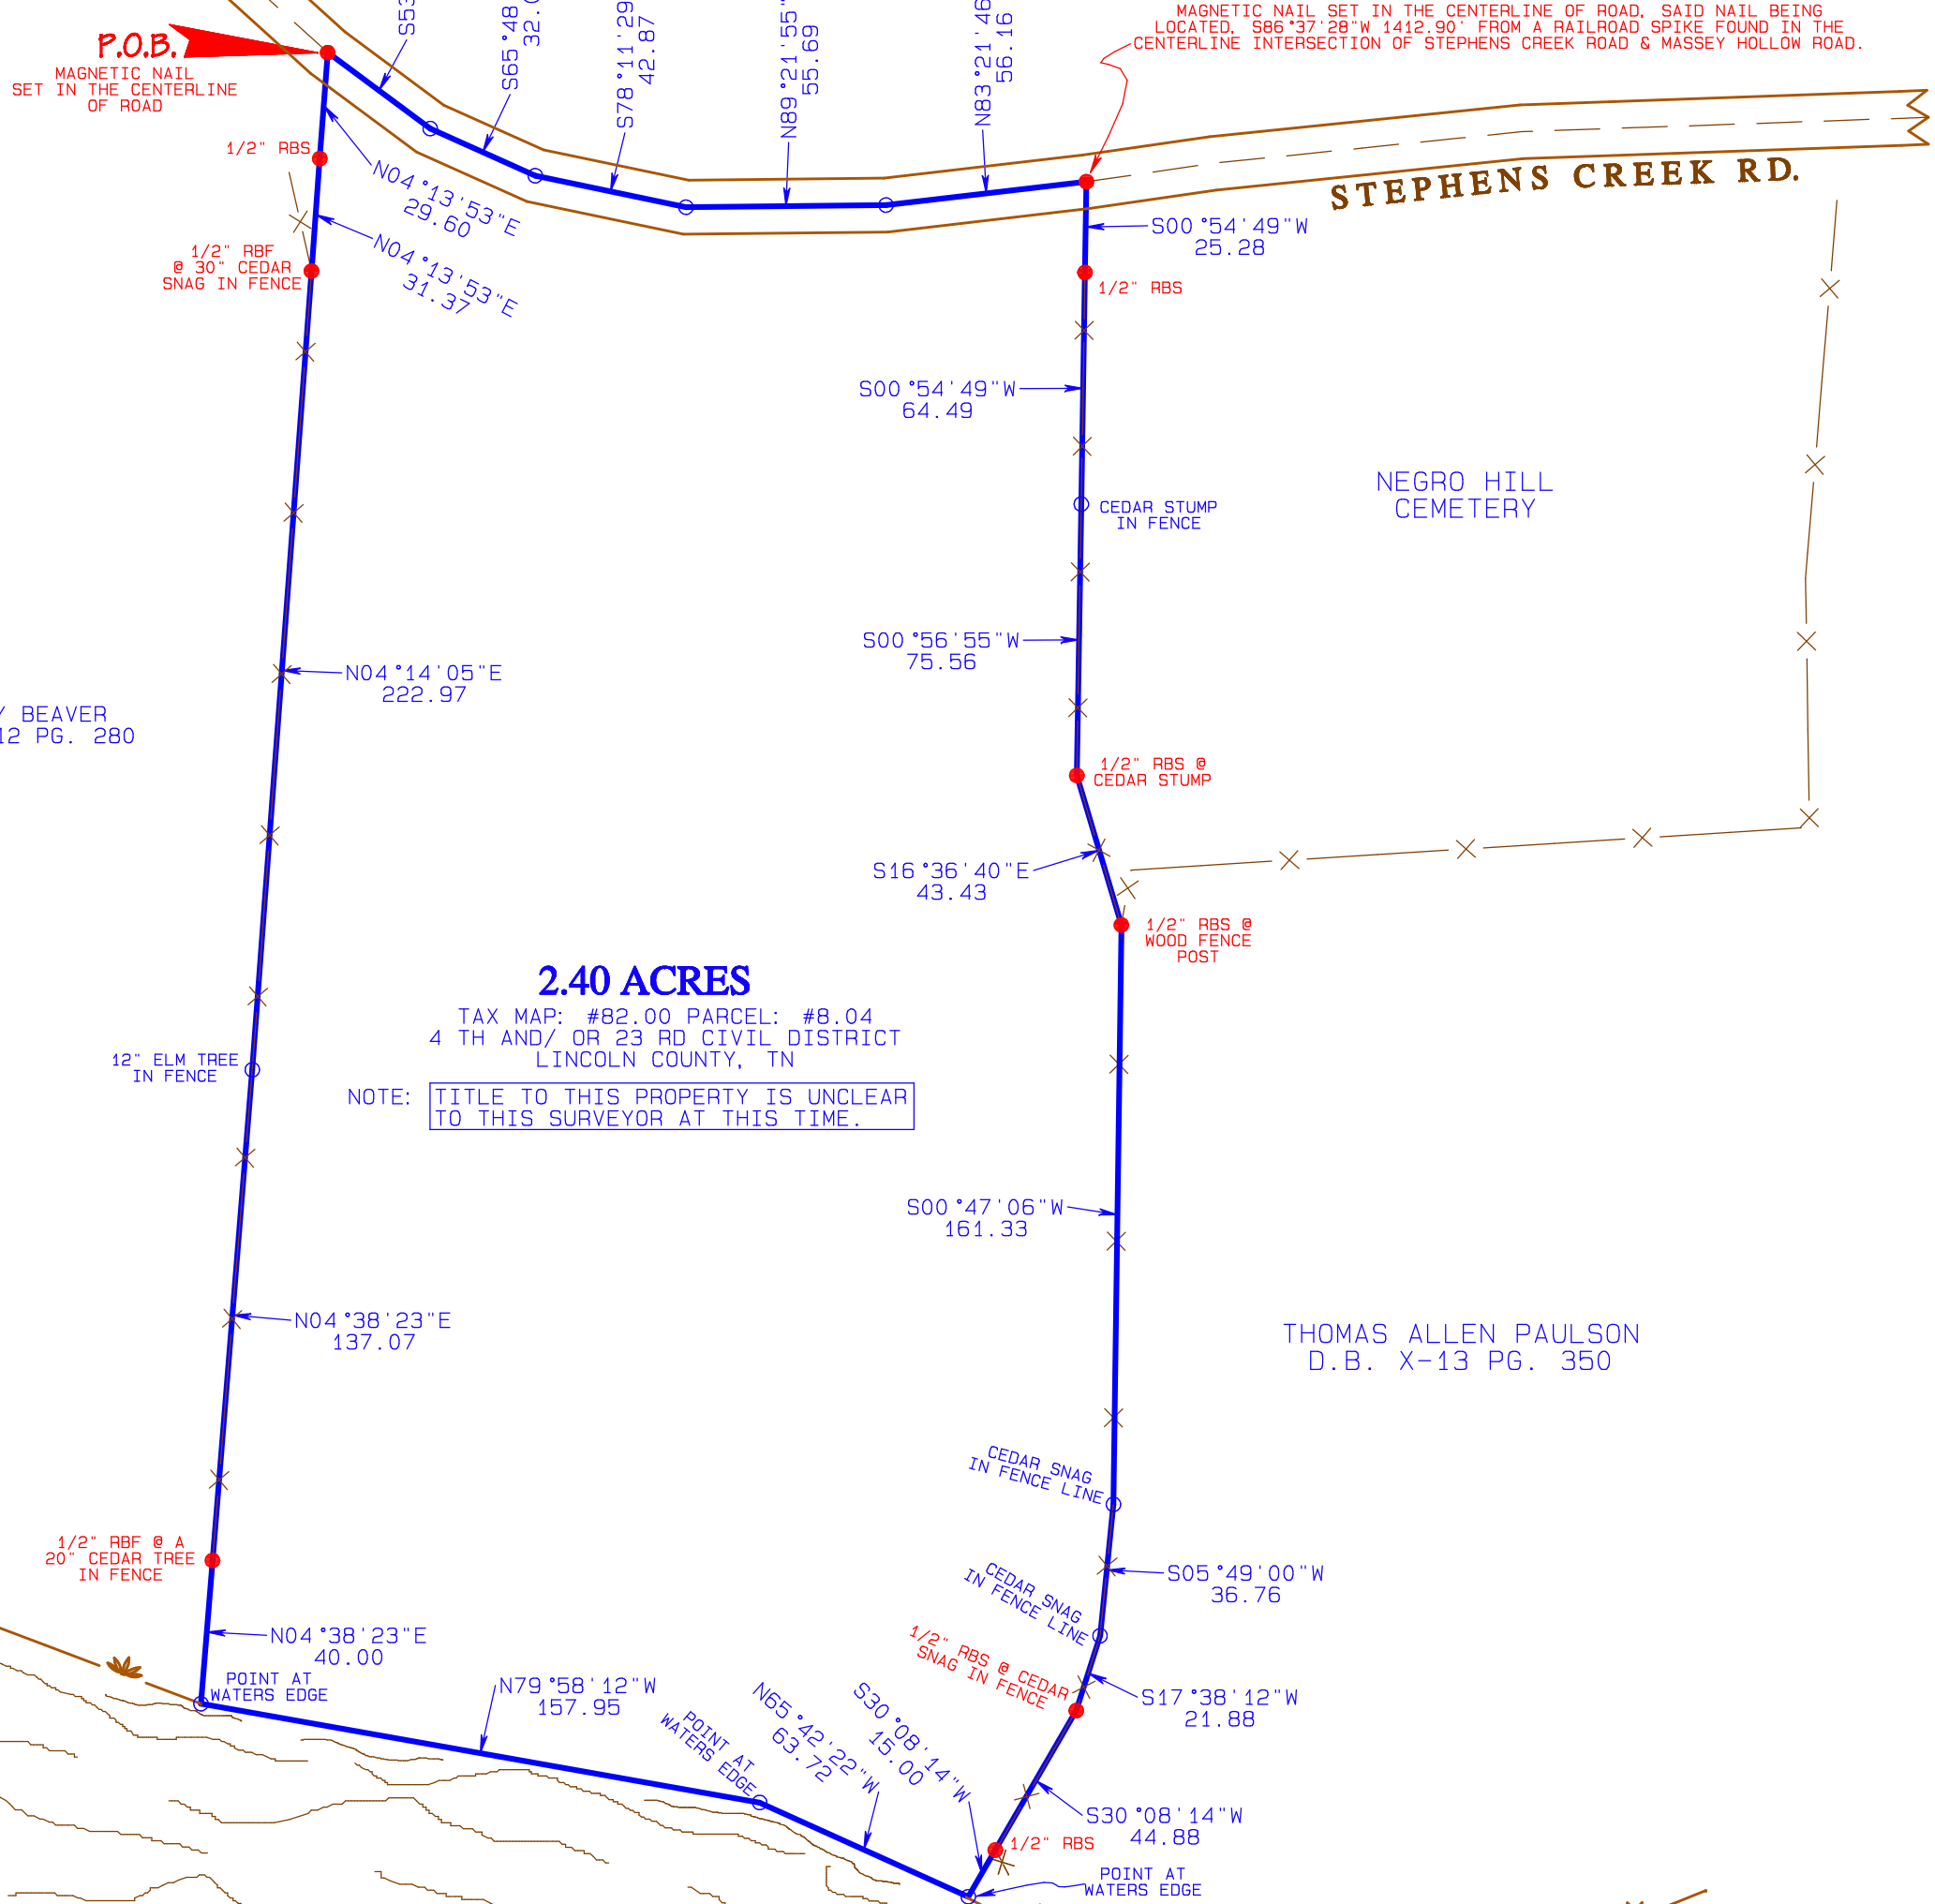 MAGNETIC NAIL SET IN THE CENTERLINE OF ROAD, SAID NAIL BEING
LOCATED, S86°37'28"W 1412.90' FROM A RAILROAD SPIKE FOUND IN THE
CENTERLINE INTERSECTION OF STEPHENS CREEK ROAD & MASSEY HOLLOW ROAD.
P.O.B.
MAGNETIC NAIL
SET IN THE CENTERLINE
OF ROAD
S53
S65°48
32.0
S78°11'29
42.87
N89°21'55"
55.69
N83°21'46
56.16
STEPHENS CREEK RD.
1/2" RBS
N04°13'53"E
29.60
1/2" RBF
@ 30" CEDAR
SNAG IN FENCE
N04°13'53"E
31.37
S00°54'49"W
25.28
1/2" RBS
S00°54'49"W
64.49
NEGRO HILL
CEMETERY
CEDAR STUMP
IN FENCE
S00°56'55"W
75.56
N04°14'05"E
222.97
BEAVER
12 PG. 280
1/2" RBS @
CEDAR STUMP
S16°36'40"E
43.43
1/2" RBS @
WOOD FENCE
POST
2.40 ACRES
TAX MAP: #82.00 PARCEL: #8.04
4 TH AND/ OR 23 RD CIVIL DISTRICT
LINCOLN COUNTY, TN
NOTE: TITLE TO THIS PROPERTY IS UNCLEAR
TO THIS SURVEYOR AT THIS TIME.
12" ELM TREE
IN FENCE
S00°47'06"W
161.33
N04°38'23"E
137.07
THOMAS ALLEN PAULSON
D.B. X-13 PG. 350
CEDAR SNAG
IN FENCE LINE
1/2" RBF @ A
20" CEDAR TREE
IN FENCE
S05°49'00"W
36.76
CEDAR SNAG
IN FENCE LINE
1/2" RBS @ CEDAR
SNAG IN FENCE
N04°38'23"E
40.00
POINT AT
WATERS EDGE
N79°58'12"W
157.95
POINT AT
WATERS EDGE
N65°42'22"W
63.72
S30°08'14"W
15.00
S17°38'12"W
21.88
S30°08'14"W
44.88
1/2" RBS
POINT AT
WATERS EDGE